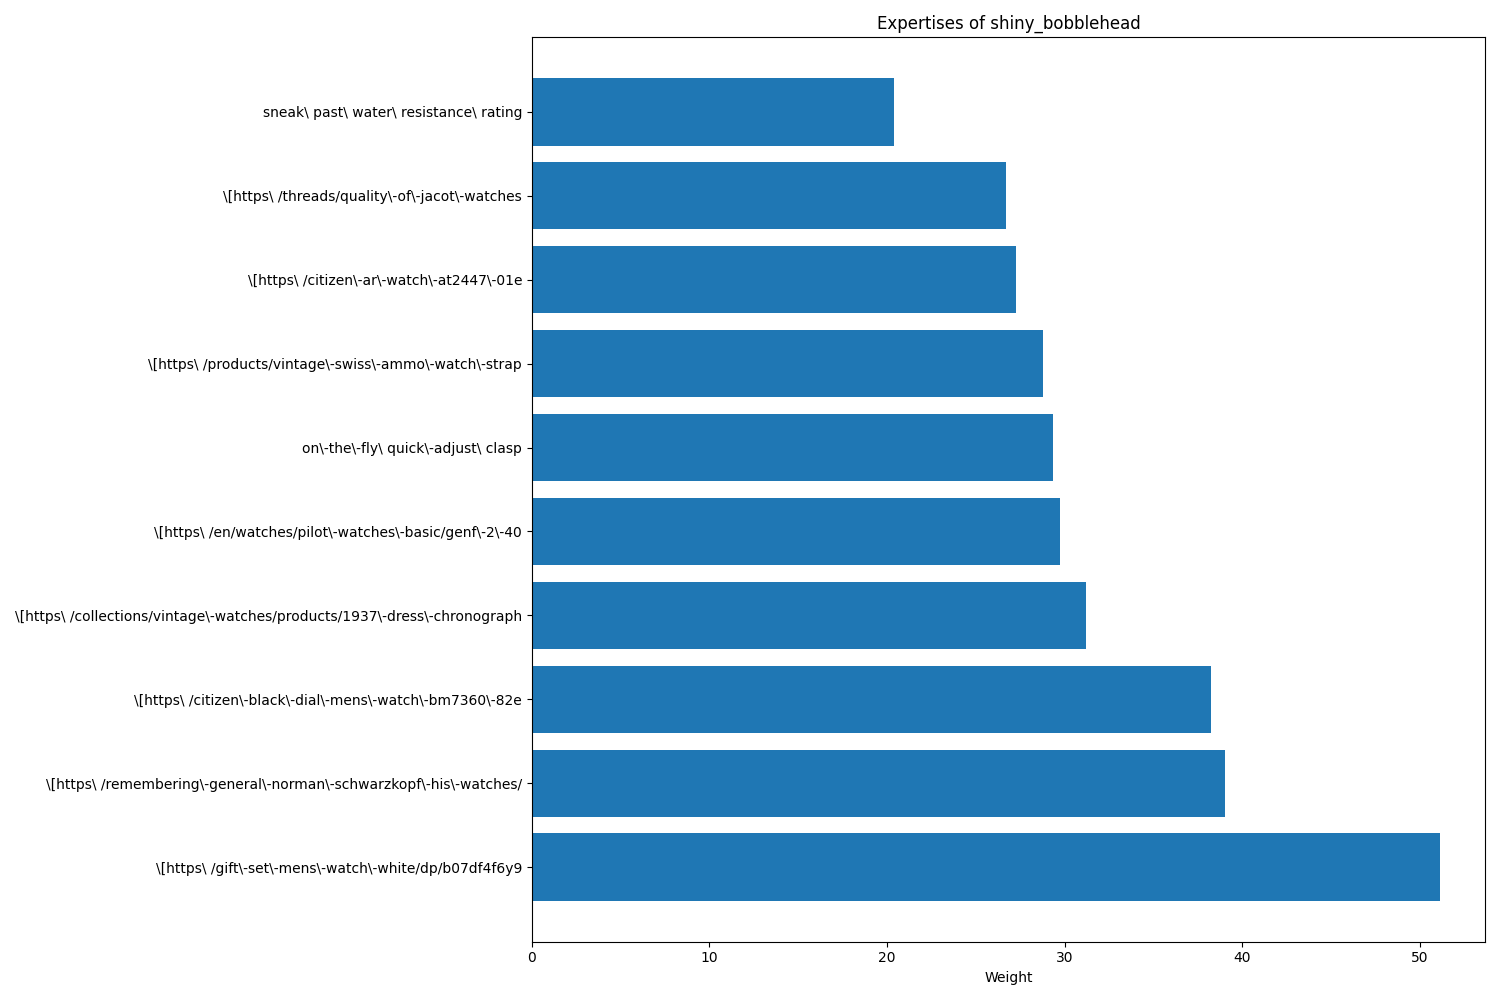 Expertises of shiny_bobblehead
sneak\ past\ water\ resistance\ rating
\[https\ /threads/quality\-of\-jacot\-watches
\[https\ /citizen\-ar\-watch\-at2447\-01e
\[https\ /products/vintage\-swiss\-ammo\-watch\-strap
on\-the\-fly\ quick\-adjust\ clasp
\[https\ /en/watches/pilot\-watches\-basic/genf\-2\-40
\[https\ /collections/vintage\-watches/products/1937\-dress\-chronograph
\[https\ /citizen\-black\-dial\-mens\-watch\-bm7360\-82e
\[https\ /remembering\-general\-norman\-schwarzkopf\-his\-watches/
\[https\ /gift\-set\-mens\-watch\-white/dp/b07df4f6y9
0 10 20 30 40 50
Weight